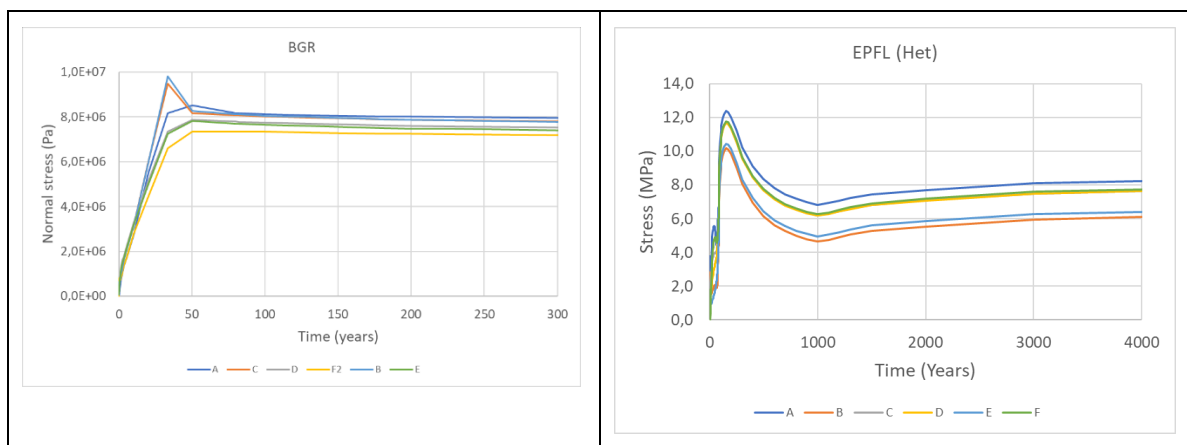 BGR
Normal stress (Pa)
1,0E+07
8,0E+06
6,0E+06
4,0E+06
2,0E+06
0,0E+00
0 50 100 150 200 250 300
Time (years)
A C D F2 B E
EPFL (Het)
Stress (MPa)
14,0
12,0
10,0
8,0
6,0
4,0
2,0
0,0
0 1000 2000 3000 4000
Time (Years)
A B C D E F